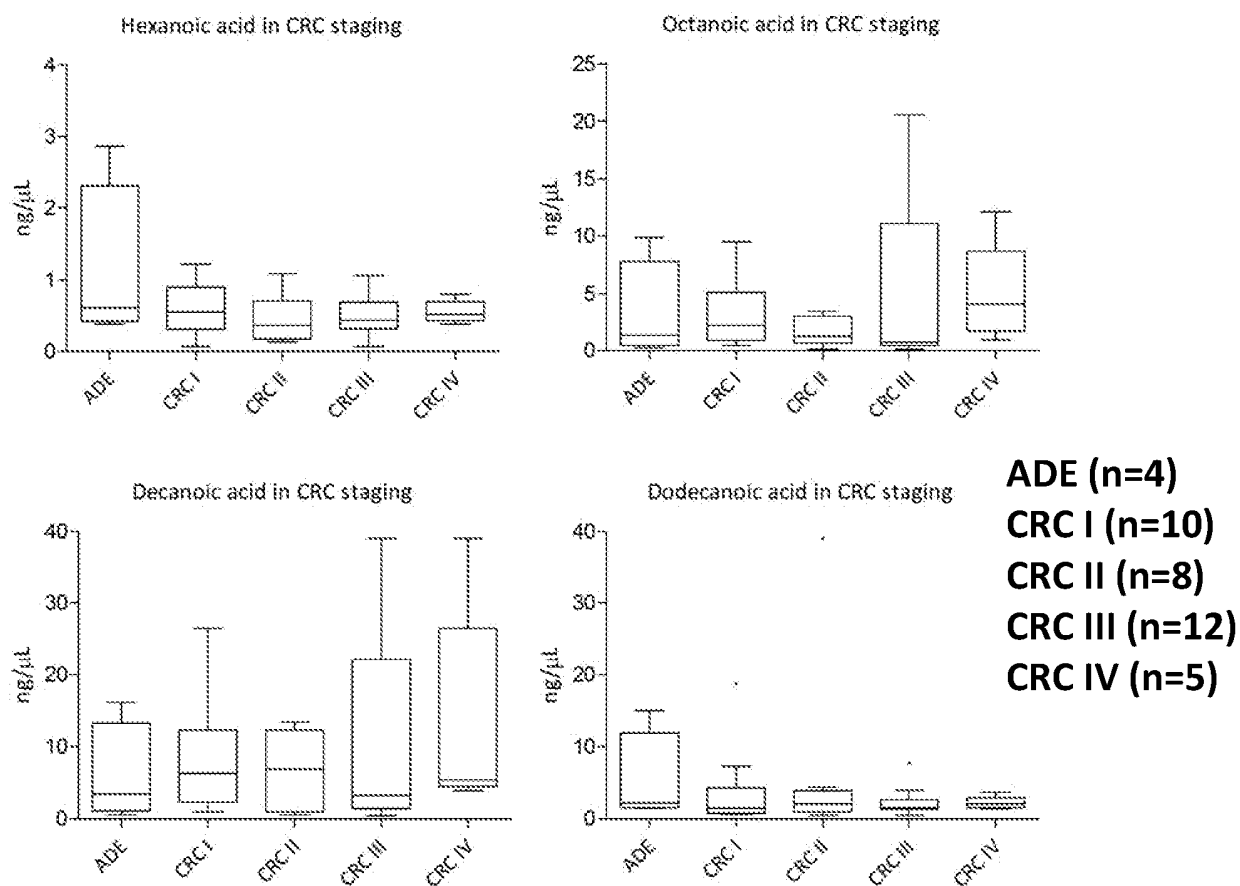 Hexanoic acid in CRC staging
4
3
2
1
0
ng/μL
ADE
CRC I
CRC II
CRC III
CRC IV
Octanoic acid in CRC staging
25
20
15
10
5
0
ng/μL
ADE
CRC I
CRC II
CRC III
CRC IV
Decanoic acid in CRC staging
40
30
20
10
0
ng/μL
ADE
CRC I
CRC II
CRC III
CRC IV
Dodecanoic acid in CRC staging
40
30
20
10
0
ng/μL
ADE
CRC I
CRC II
CRC III
CRC IV
ADE (n=4)
CRC I (n=10)
CRC II (n=8)
CRC III (n=12)
CRC IV (n=5)